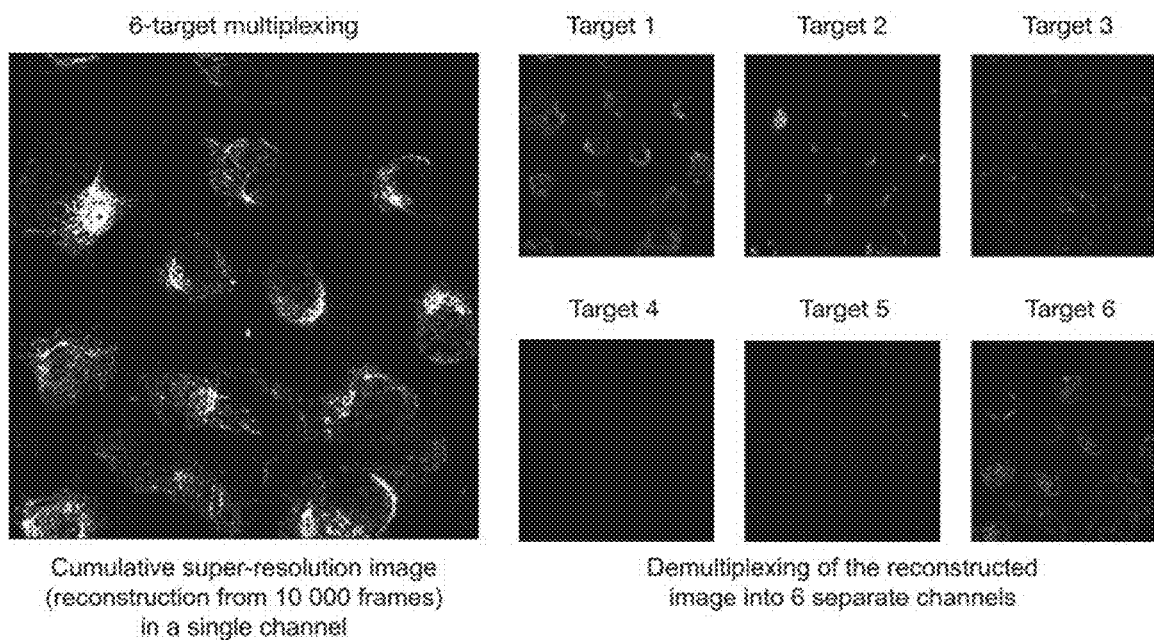 6-target multiplexing
Target 1
Target 2
Target 3
Target 4
Target 5
Target 6
Cumulative super-resolution image
(reconstruction from 10 000 frames)
in a single channel
Demultiplexing of the reconstructed
image into 6 separate channels